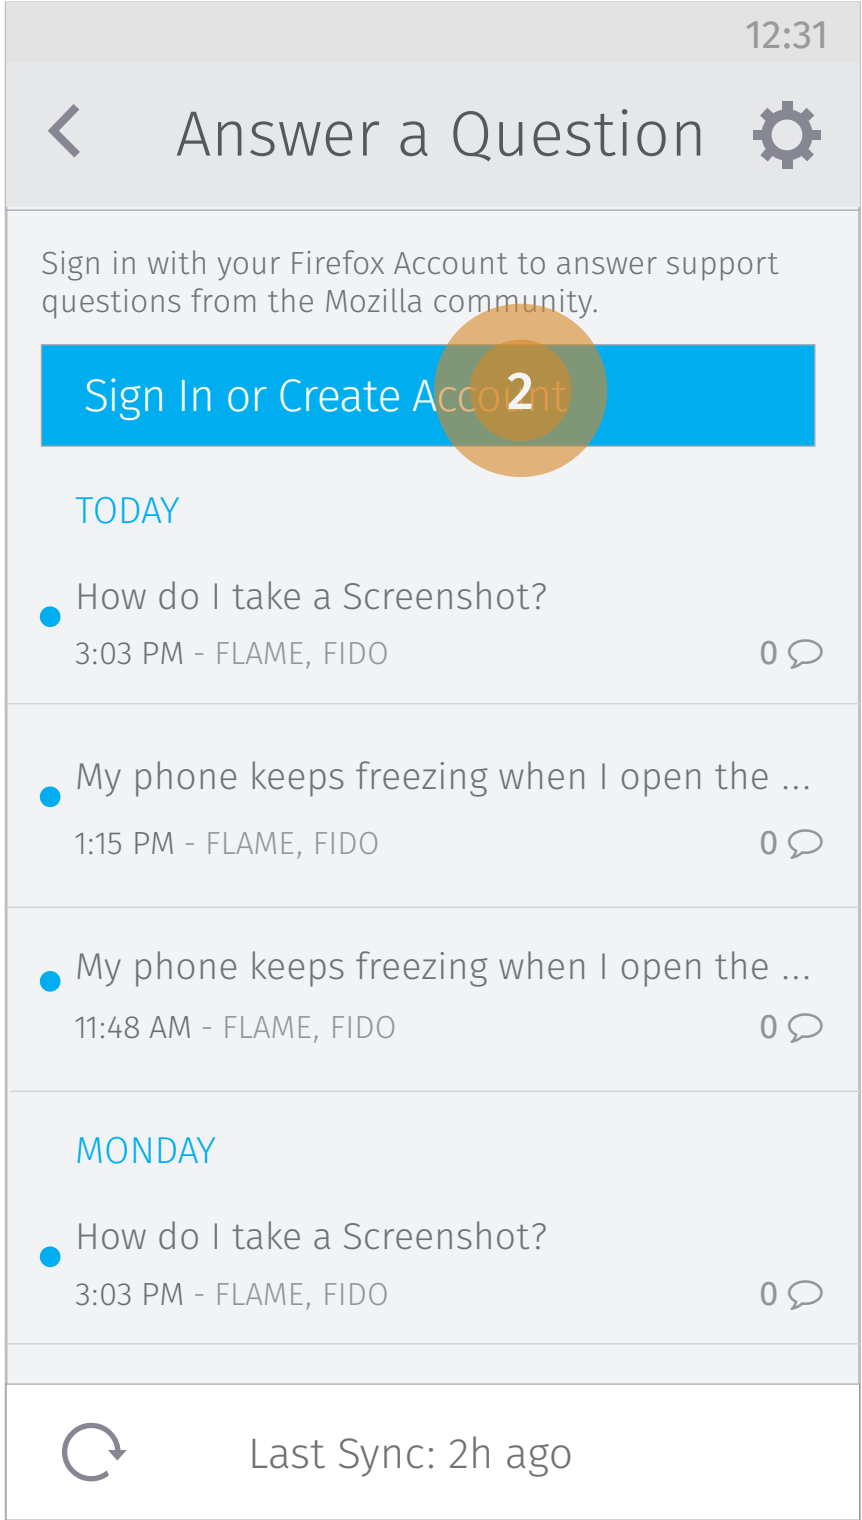 12:31
Answer a Question
Sign in with your Firefox Account to answer support
questions from the Mozilla community.
Sign In or Create Account
2
TODAY
How do I take a Screenshot?
3:03 PM - FLAME, FIDO
0
My phone keeps freezing when I open the ...
1:15 PM - FLAME, FIDO
0
My phone keeps freezing when I open the ...
11:48 AM - FLAME, FIDO
0
MONDAY
How do I take a Screenshot?
3:03 PM - FLAME, FIDO
0
Last Sync: 2h ago